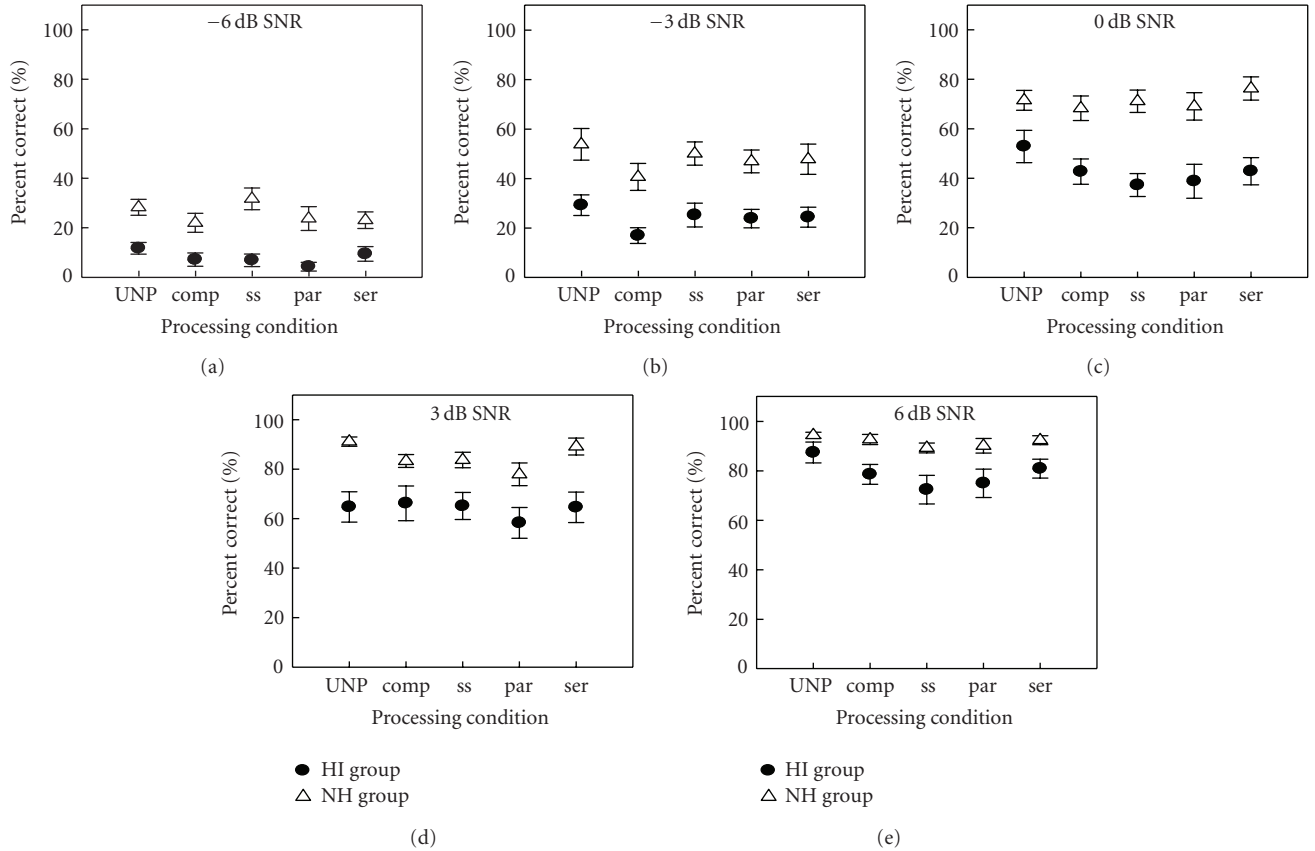 −6 dB SNR
Percent correct (%)
100
80
60
40
20
0
UNP comp ss par ser
Processing condition
(a)
−3 dB SNR
Percent correct (%)
100
80
60
40
20
0
UNP comp ss par ser
Processing condition
(b)
0 dB SNR
Percent correct (%)
100
80
60
40
20
0
UNP comp ss par ser
Processing condition
(c)
3 dB SNR
Percent correct (%)
100
80
60
40
20
0
UNP comp ss par ser
Processing condition
HI group
NH group
(d)
6 dB SNR
Percent correct (%)
100
80
60
40
20
0
UNP comp ss par ser
Processing condition
HI group
NH group
(e)